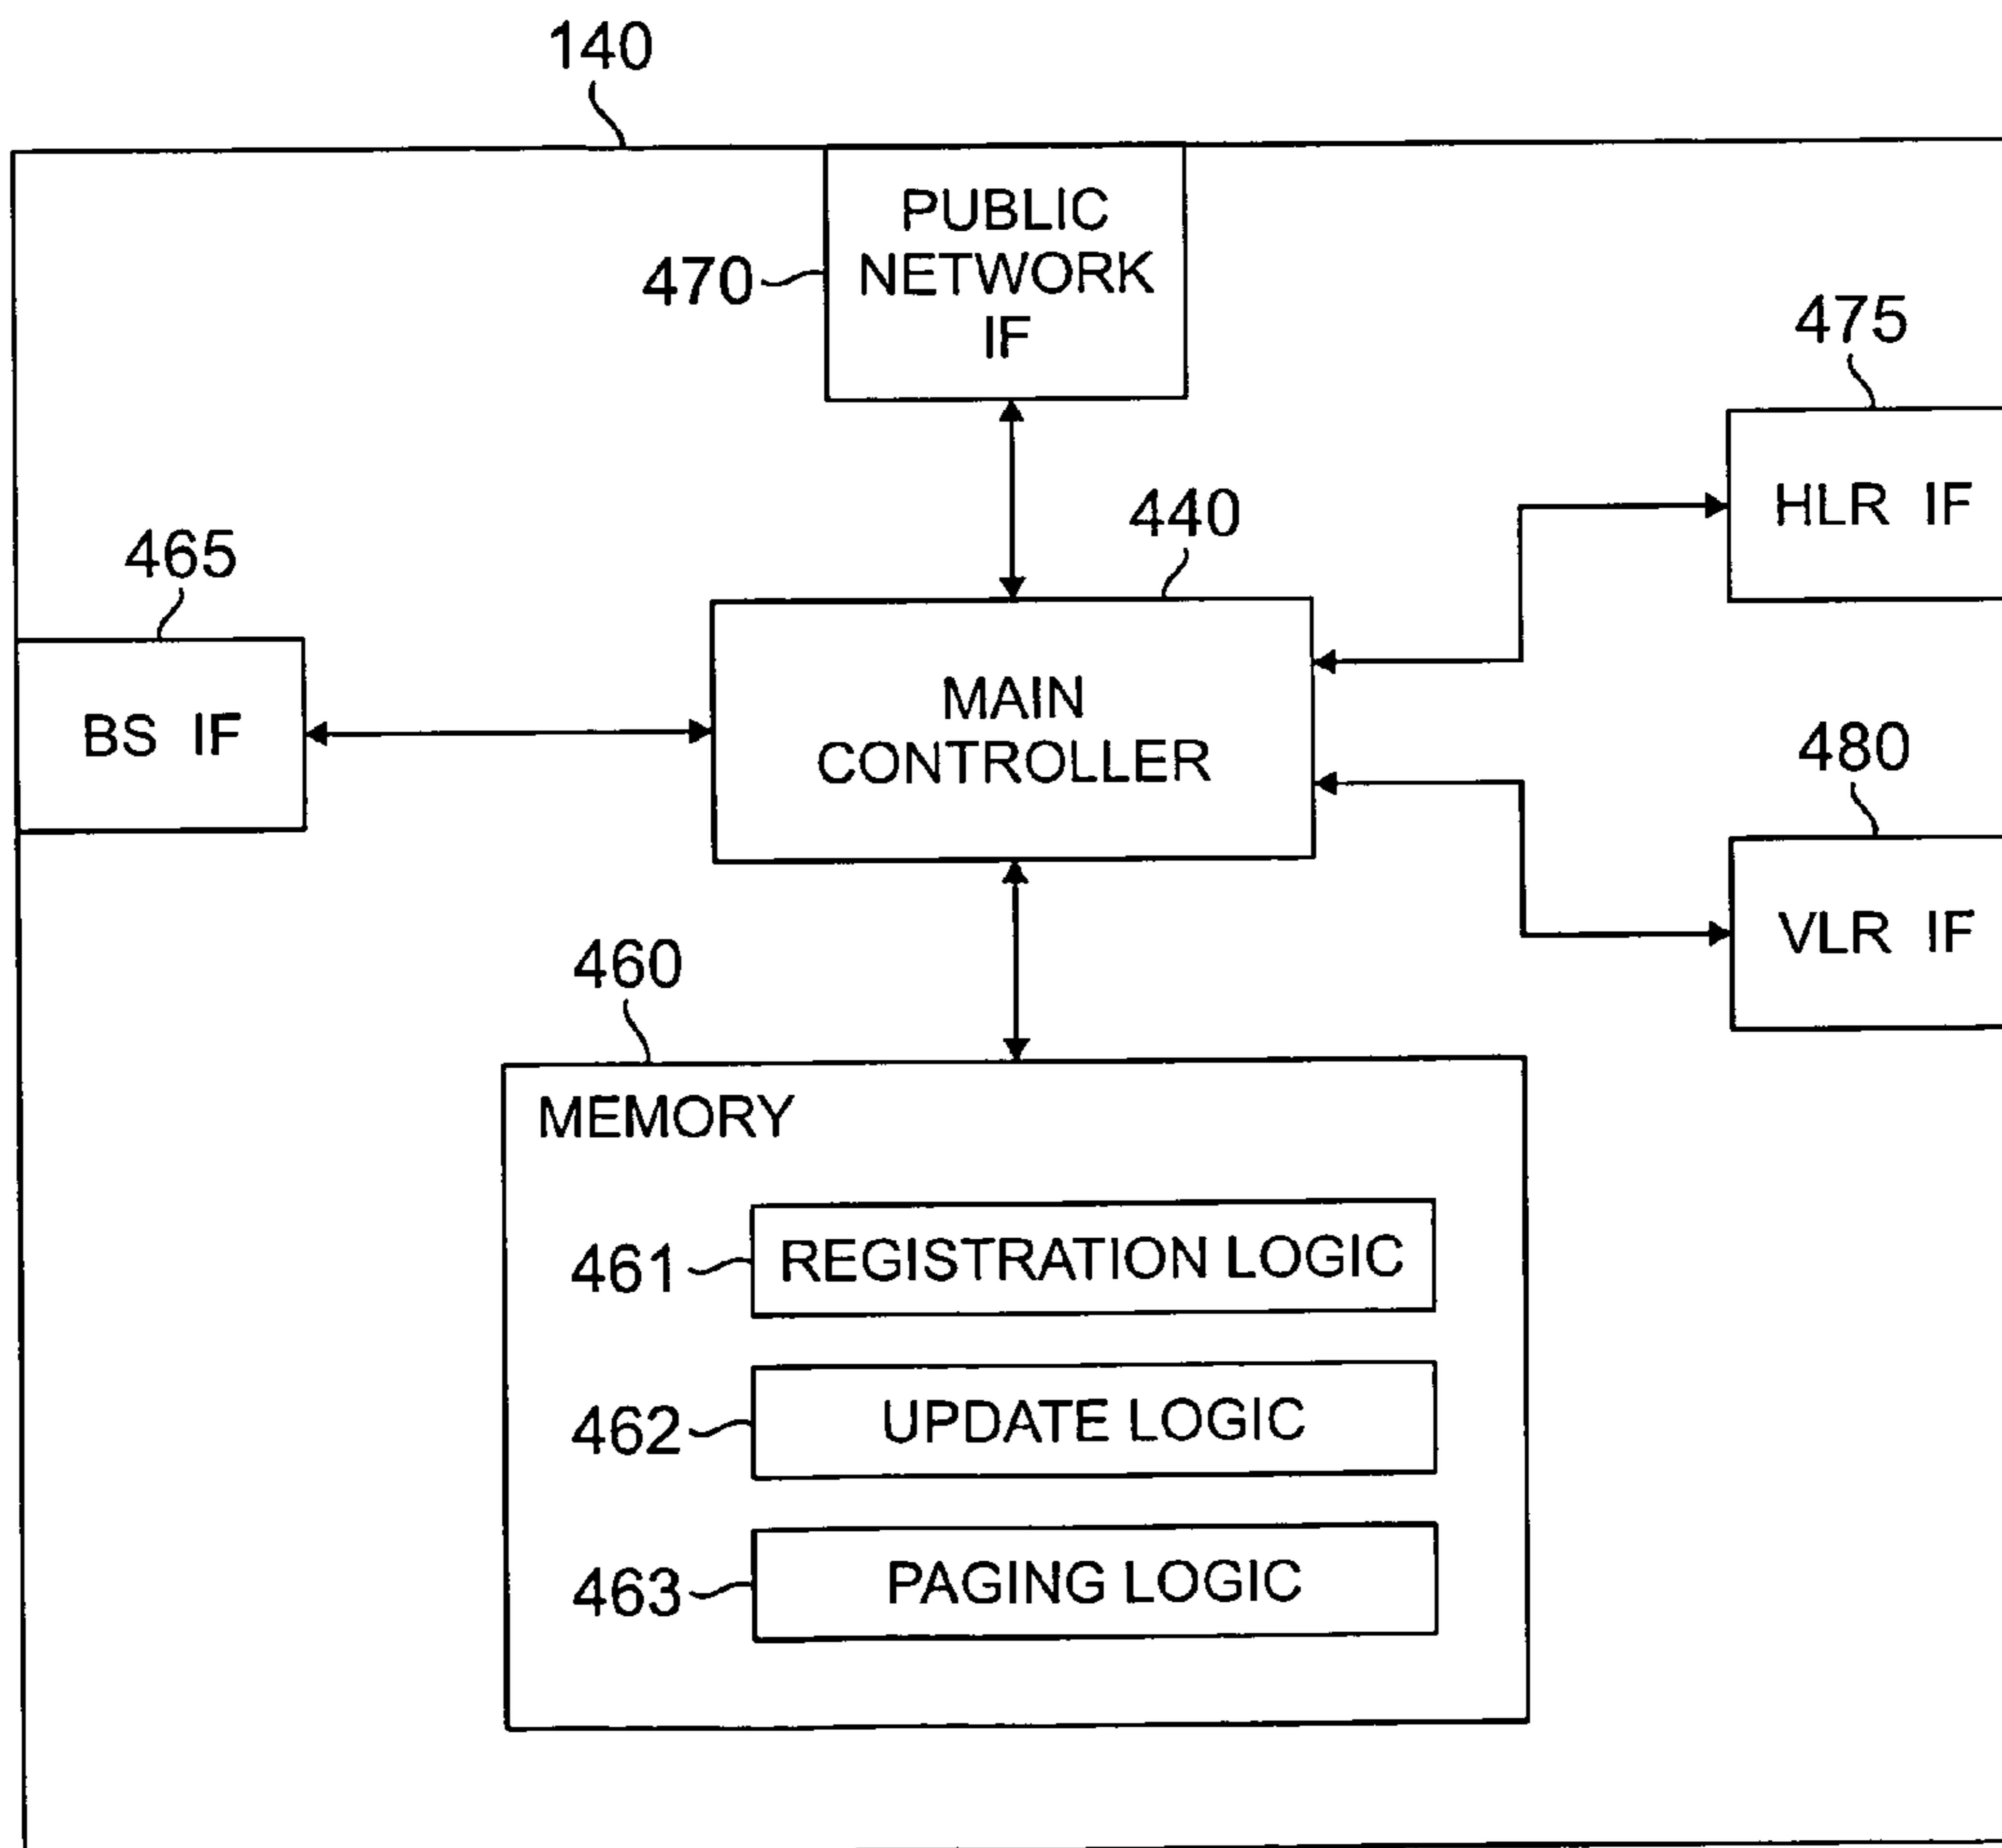 140
PUBLIC
NETWORK
IF
470
475
HLR IF
440
465
MAIN
CONTROLLER
BS IF
480
VLR IF
460
MEMORY
461
REGISTRATION LOGIC
462
UPDATE LOGIC
463
PAGING LOGIC